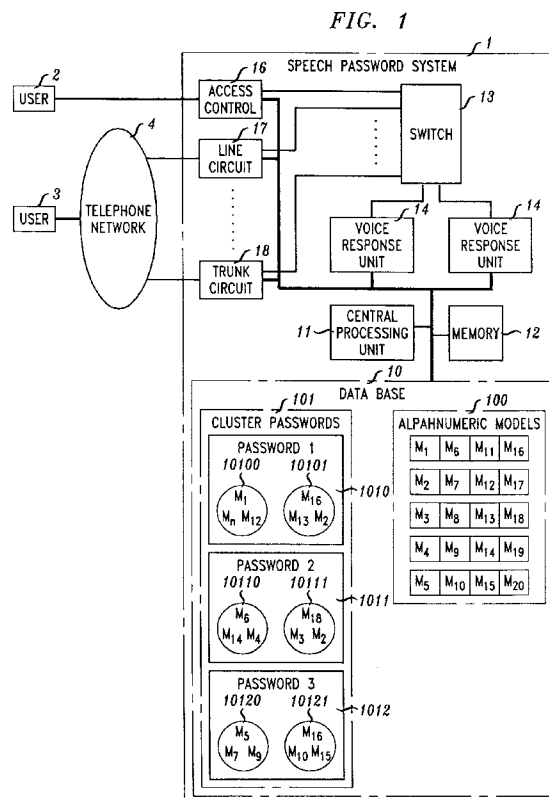 FIG. 1
1
SPEECH PASSWORD SYSTEM
2
USER
16
ACCESS CONTROL
13
SWITCH
4
17
LINE CIRCUIT
3
USER
TELEPHONE NETWORK
14
VOICE RESPONSE UNIT
14
VOICE RESPONSE UNIT
18
TRUNK CIRCUIT
11
CENTRAL PROCESSING UNIT
MEMORY
12
10
DATA BASE
101
CLUSTER PASSWORDS
100
ALPAHNUMERIC MODELS
M1 M6 M11 M16
M2 M7 M12 M17
M3 M8 M13 M18
M4 M9 M14 M19
M5 M10 M15 M20
PASSWORD 1
10100 10101
M1
Mn M12
M16
M13 M2
1010
PASSWORD 2
10110 10111
M6
M14 M4
M18
M3 M2
1011
PASSWORD 3
10120 10121
M5
M7 M9
M16
M10 M15
1012